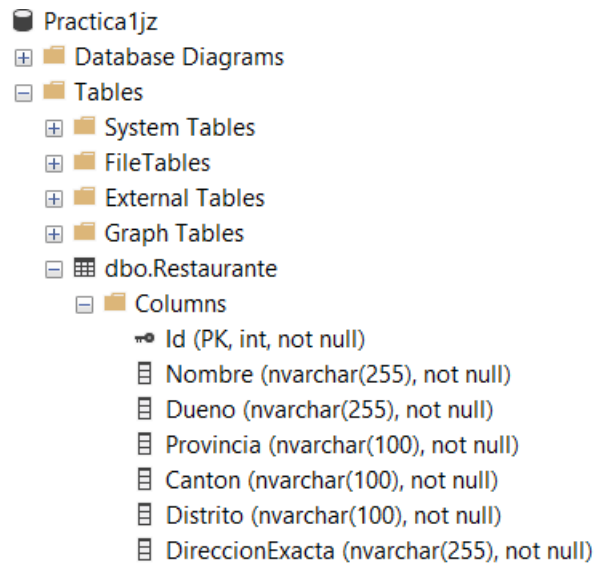 Practica1jz
Database Diagrams
Tables
System Tables
FileTables
External Tables
Graph Tables
dbo.Restaurante
Columns
Id (PK, int, not null)
Nombre (nvarchar(255), not null)
Dueno (nvarchar(255), not null)
Provincia (nvarchar(100), not null)
Canton (nvarchar(100), not null)
Distrito (nvarchar(100), not null)
DireccionExacta (nvarchar(255), not null)